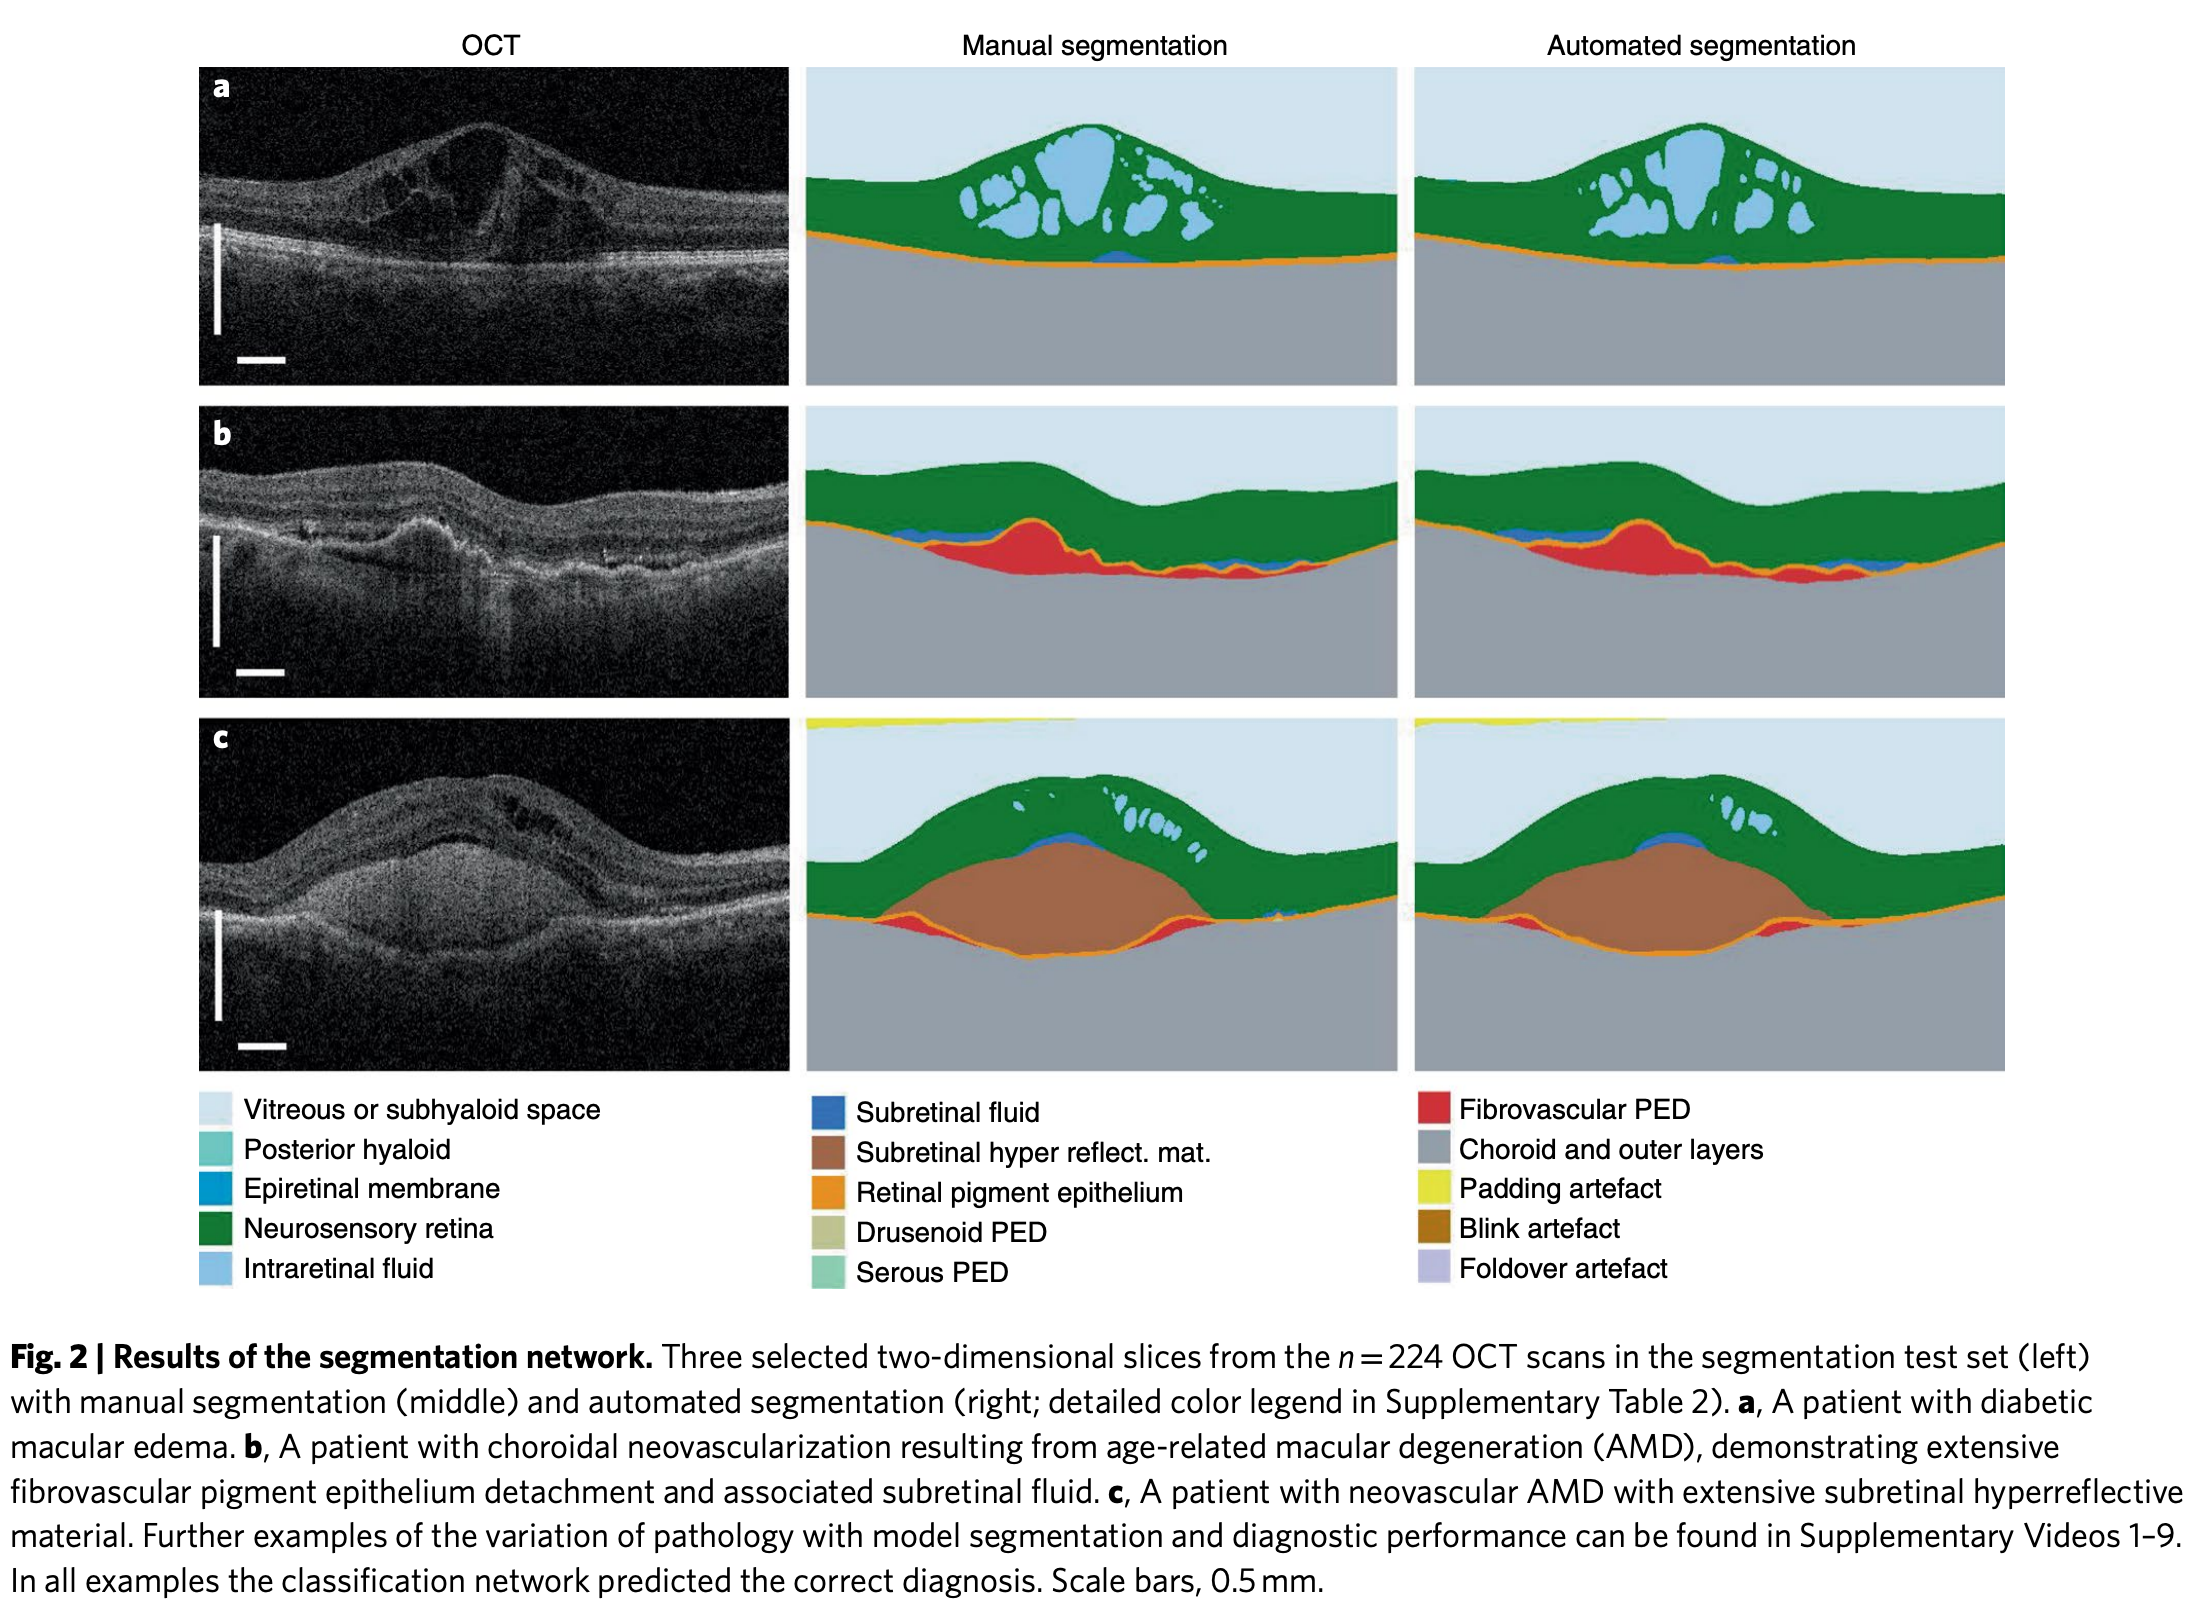 OCT
Manual segmentation
Automated segmentation
a
b
c
Vitreous or subhyaloid space
Posterior hyaloid
Epiretinal membrane
Neurosensory retina
Intraretinal fluid
Subretinal fluid
Subretinal hyper reflect. mat.
Retinal pigment epithelium
Drusenoid PED
Serous PED
Fibrovascular PED
Choroid and outer layers
Padding artefact
Blink artefact
Foldover artefact
Fig. 2 | Results of the segmentation network. Three selected two-dimensional slices from the n = 224 OCT scans in the segmentation test set (left)
with manual segmentation (middle) and automated segmentation (right; detailed color legend in Supplementary Table 2). a, A patient with diabetic
macular edema. b, A patient with choroidal neovascularization resulting from age-related macular degeneration (AMD), demonstrating extensive
fibrovascular pigment epithelium detachment and associated subretinal fluid. c, A patient with neovascular AMD with extensive subretinal hyperreflective
material. Further examples of the variation of pathology with model segmentation and diagnostic performance can be found in Supplementary Videos 1–9.
In all examples the classification network predicted the correct diagnosis. Scale bars, 0.5 mm.